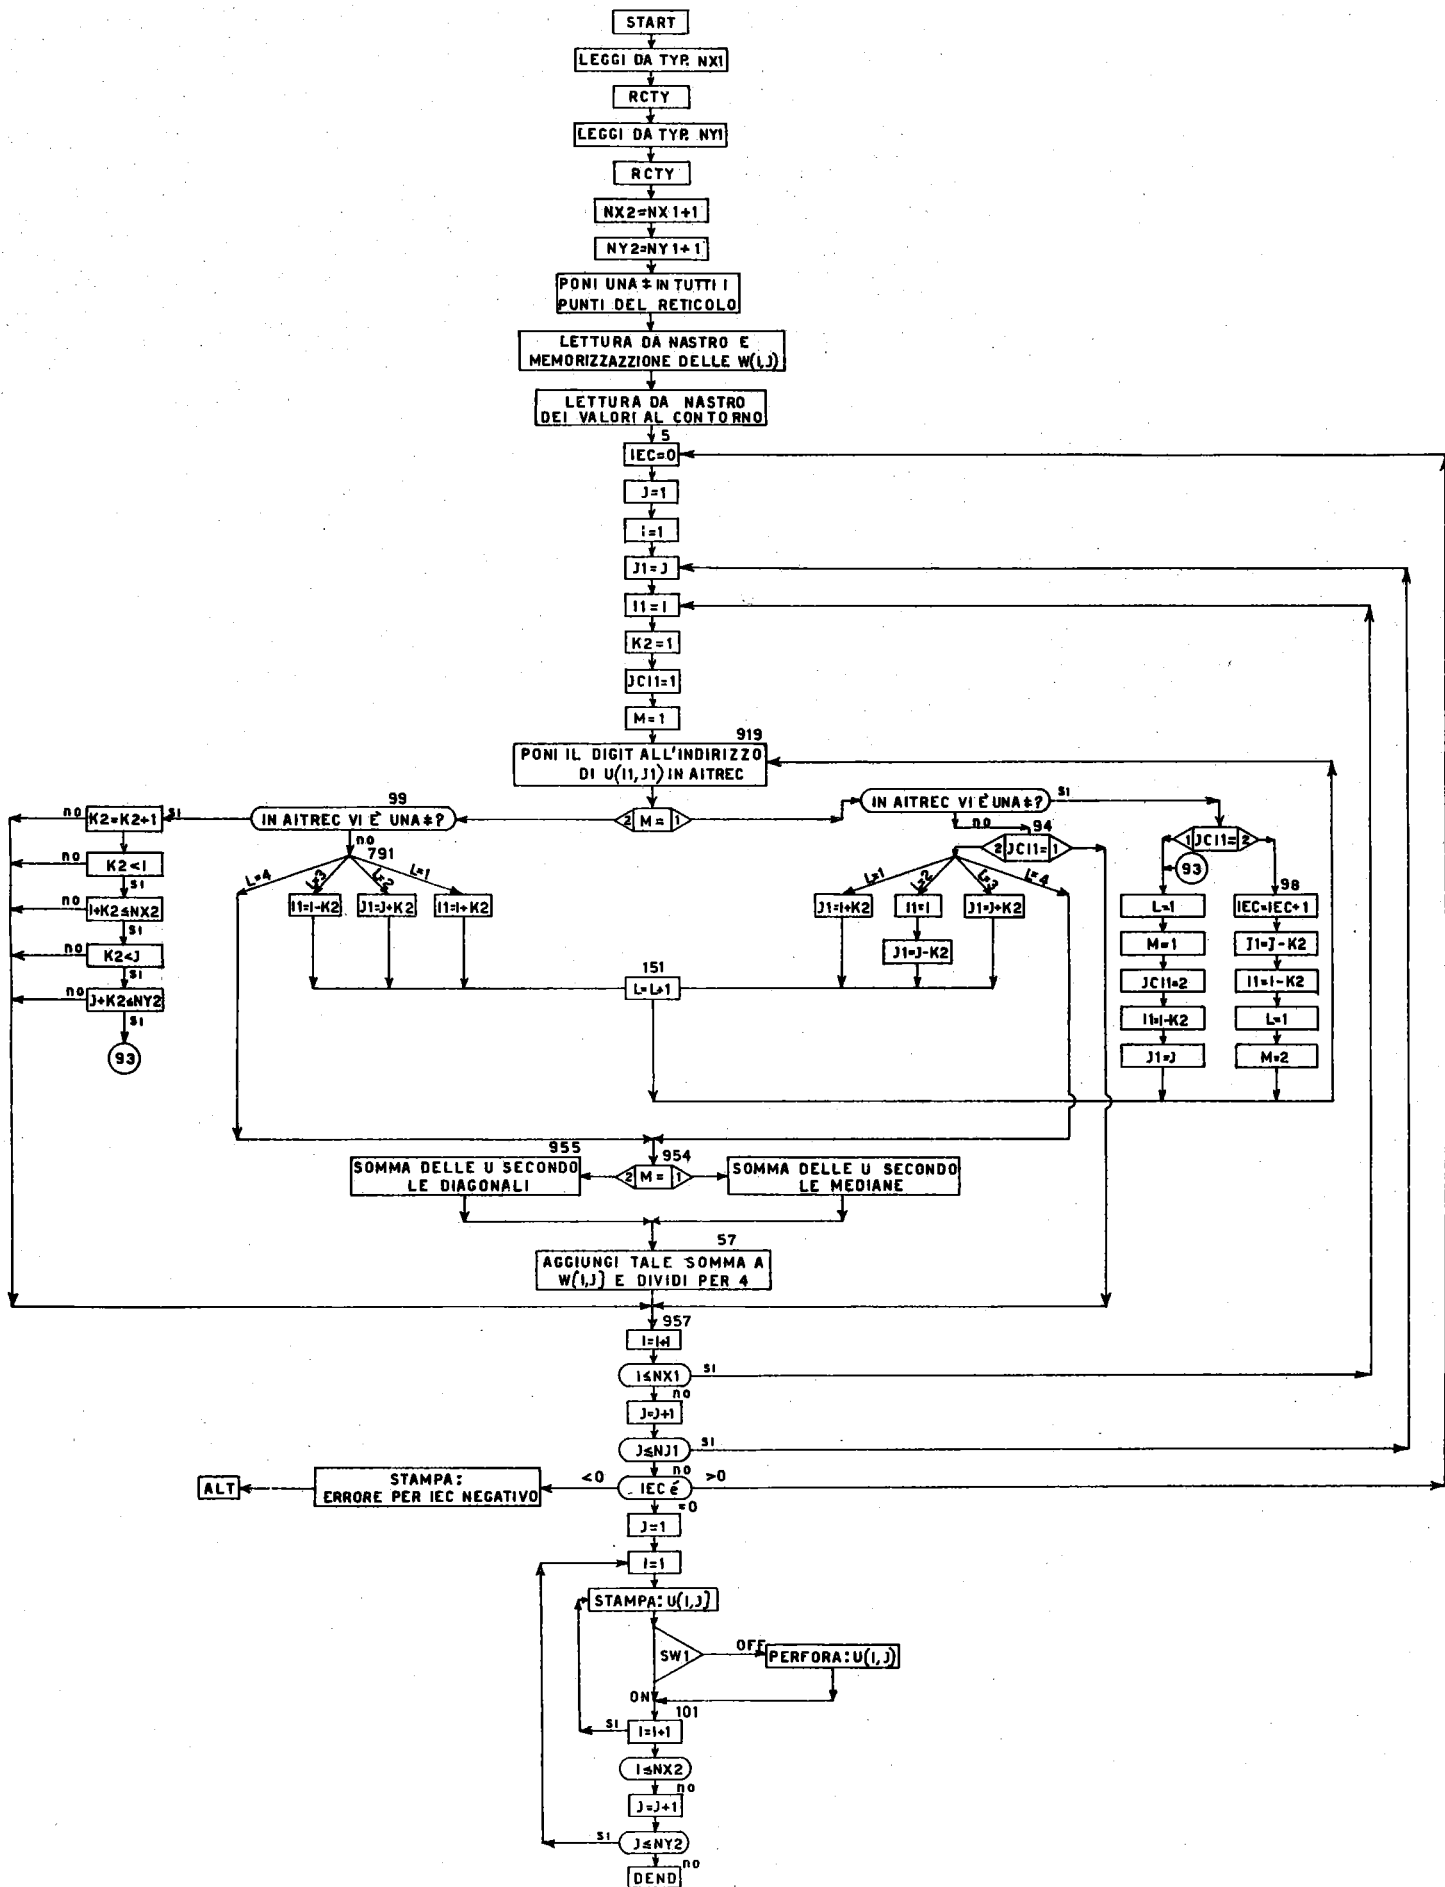 START
LEGGI DA TYP. NX1
RCTY
LEGGI DA TYP. NY1
RCTY
NX2=NX1+1
NY2=NY1+1
PONI UNA ‡ IN TUTTI I
PUNTI DEL RETICOLO
LETTURA DA NASTRO E
MEMORIZZAZZIONE DELLE W(I,J)
LETTURA DA NASTRO
DEI VALORI AL CONTORNO
5
IEC=0
J=1
I=1
J1=J
I1=I
K2=1
JCI1=1
M=1
919
PONI IL DIGIT ALL'INDIRIZZO
DI U(I1,J1) IN AITREC
2 M= 1
99
IN AITREC VI È UNA ‡?
si
no
K2=K2+1
no
K2<I
si
no
I+K2≤NX2
si
no
K2<J
si
no
J+K2≤NY2
si
93
no
791
L=4
L=3
L=2
L=1
I1=I-K2
J1=J+K2
I1=I+K2
151
L=L+1
IN AITREC VI È UNA ‡?
si
no
94
2 JCI1= 1
L=1
L=2
L=3
L=4
J1=I+K2
I1=I
J1=J+K2
J1=J-K2
1 JCI1= 2
93
L=1
M=1
JCI1=2
I1=I-K2
J1=J
98
IEC=IEC+1
J1=J-K2
I1=I-K2
L=1
M=2
955
SOMMA DELLE U SECONDO
LE DIAGONALI
954
2 M= 1
SOMMA DELLE U SECONDO
LE MEDIANE
57
AGGIUNGI TALE SOMMA A
W(I,J) E DIVIDI PER 4
957
I=I+1
I≤NX1
si
no
J=J+1
J≤NJ1
si
no
IEC é
<0
>0
=0
STAMPA:
ERRORE PER IEC NEGATIVO
ALT
J=1
I=1
STAMPA: U(I,J)
SW1
OFF
PERFORA: U(I,J)
ON
101
si
I=I+1
I≤NX2
no
J=J+1
si
J≤NY2
no
DEND